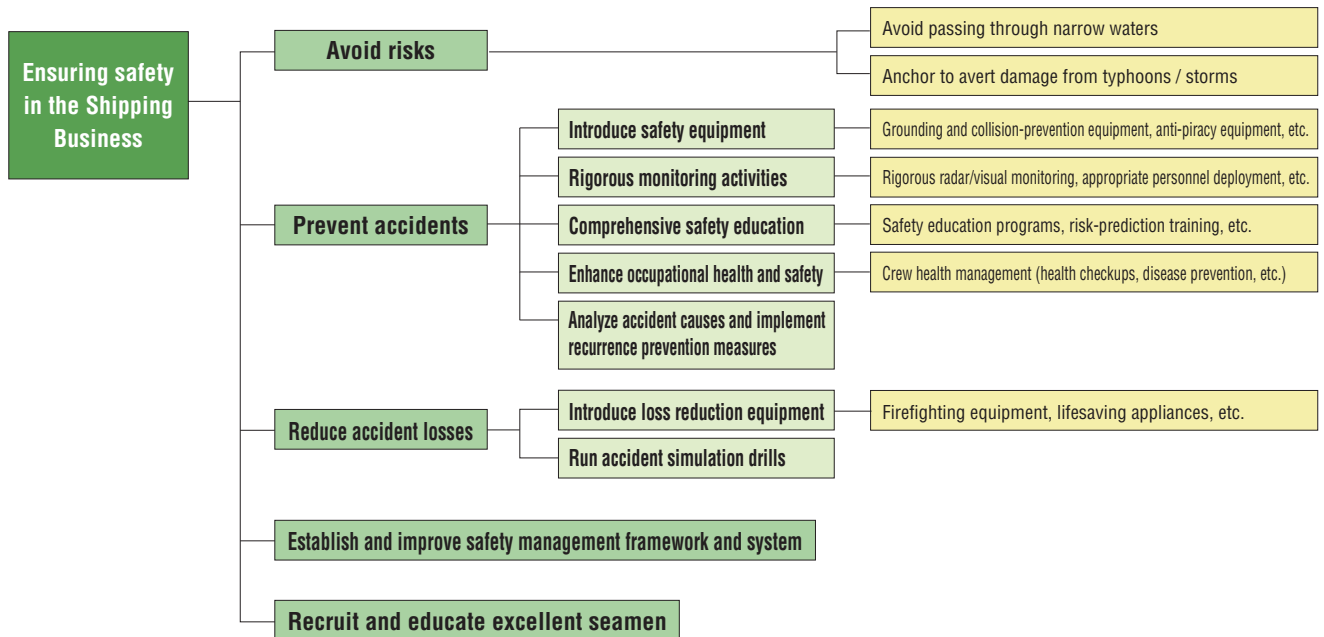 Ensuring safety
in the Shipping
Business
Avoid risks
Avoid passing through narrow waters
Anchor to avert damage from typhoons / storms
Prevent accidents
Introduce safety equipment
Grounding and collision-prevention equipment, anti-piracy equipment, etc.
Rigorous monitoring activities
Rigorous radar/visual monitoring, appropriate personnel deployment, etc.
Comprehensive safety education
Safety education programs, risk-prediction training, etc.
Enhance occupational health and safety
Crew health management (health checkups, disease prevention, etc.)
Analyze accident causes and implement
recurrence prevention measures
Reduce accident losses
Introduce loss reduction equipment
Firefighting equipment, lifesaving appliances, etc.
Run accident simulation drills
Establish and improve safety management framework and system
Recruit and educate excellent seamen